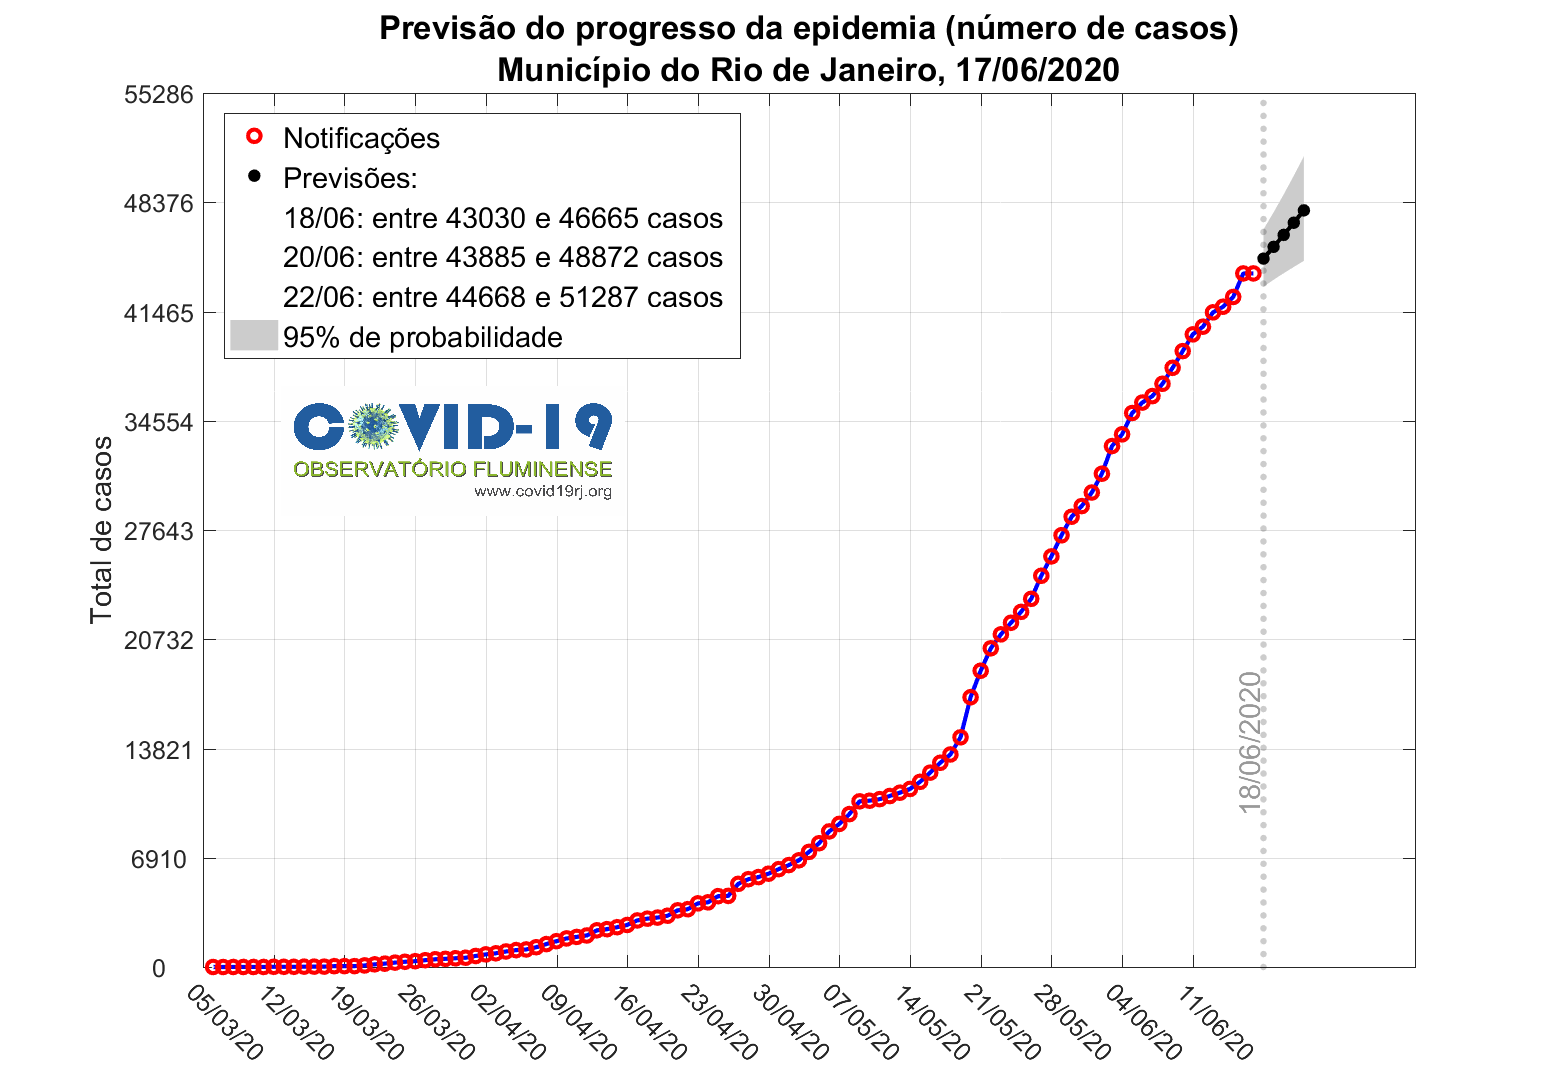 Previsão do progresso da epidemia (número de casos)
Município do Rio de Janeiro, 17/06/2020
55286
48376
41465
34554
27643
20732
13821
6910
0
Total de casos
Notificações
Previsões:
18/06: entre 43030 e 46665 casos
20/06: entre 43885 e 48872 casos
22/06: entre 44668 e 51287 casos
95% de probabilidade
COVID-19
OBSERVATÓRIO FLUMINENSE
www.covid19rj.org
18/06/2020
05/03/20
12/03/20
19/03/20
26/03/20
02/04/20
09/04/20
16/04/20
23/04/20
30/04/20
07/05/20
14/05/20
21/05/20
28/05/20
04/06/20
11/06/20